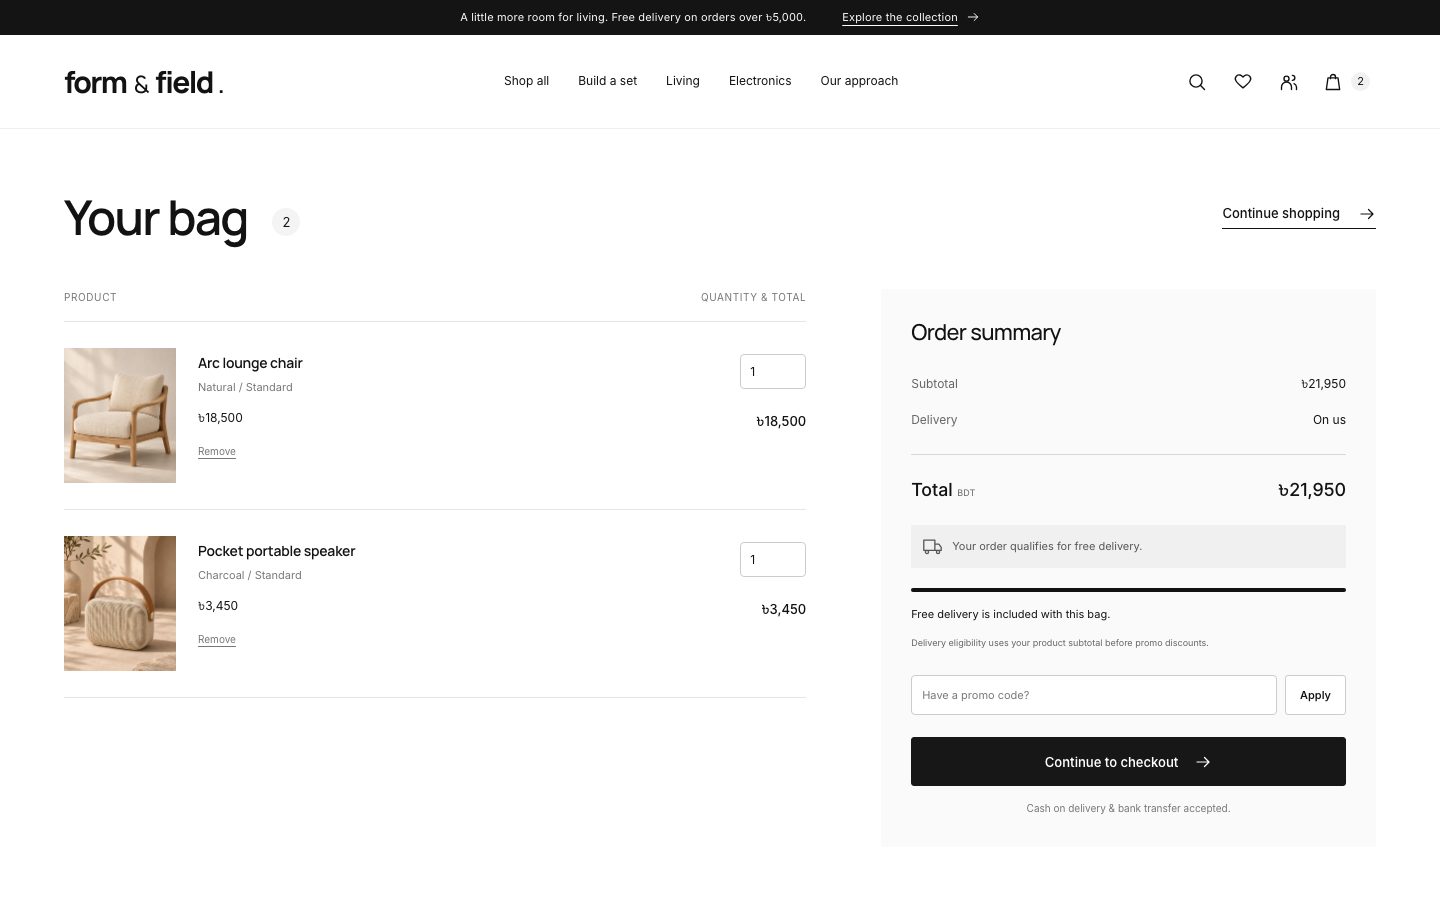 A little more room for living. Free delivery on orders over ৳5,000. Explore the collection →
form & field .
Shop all Build a set Living Electronics Our approach
2
Your bag 2
Continue shopping →
PRODUCT QUANTITY & TOTAL
Arc lounge chair
Natural / Standard
৳18,500
Remove
1
৳18,500
Pocket portable speaker
Charcoal / Standard
৳3,450
Remove
1
৳3,450
Order summary
Subtotal ৳21,950
Delivery On us
Total BDT ৳21,950
Your order qualifies for free delivery.
Free delivery is included with this bag.
Delivery eligibility uses your product subtotal before promo discounts.
Have a promo code? Apply
Continue to checkout →
Cash on delivery & bank transfer accepted.